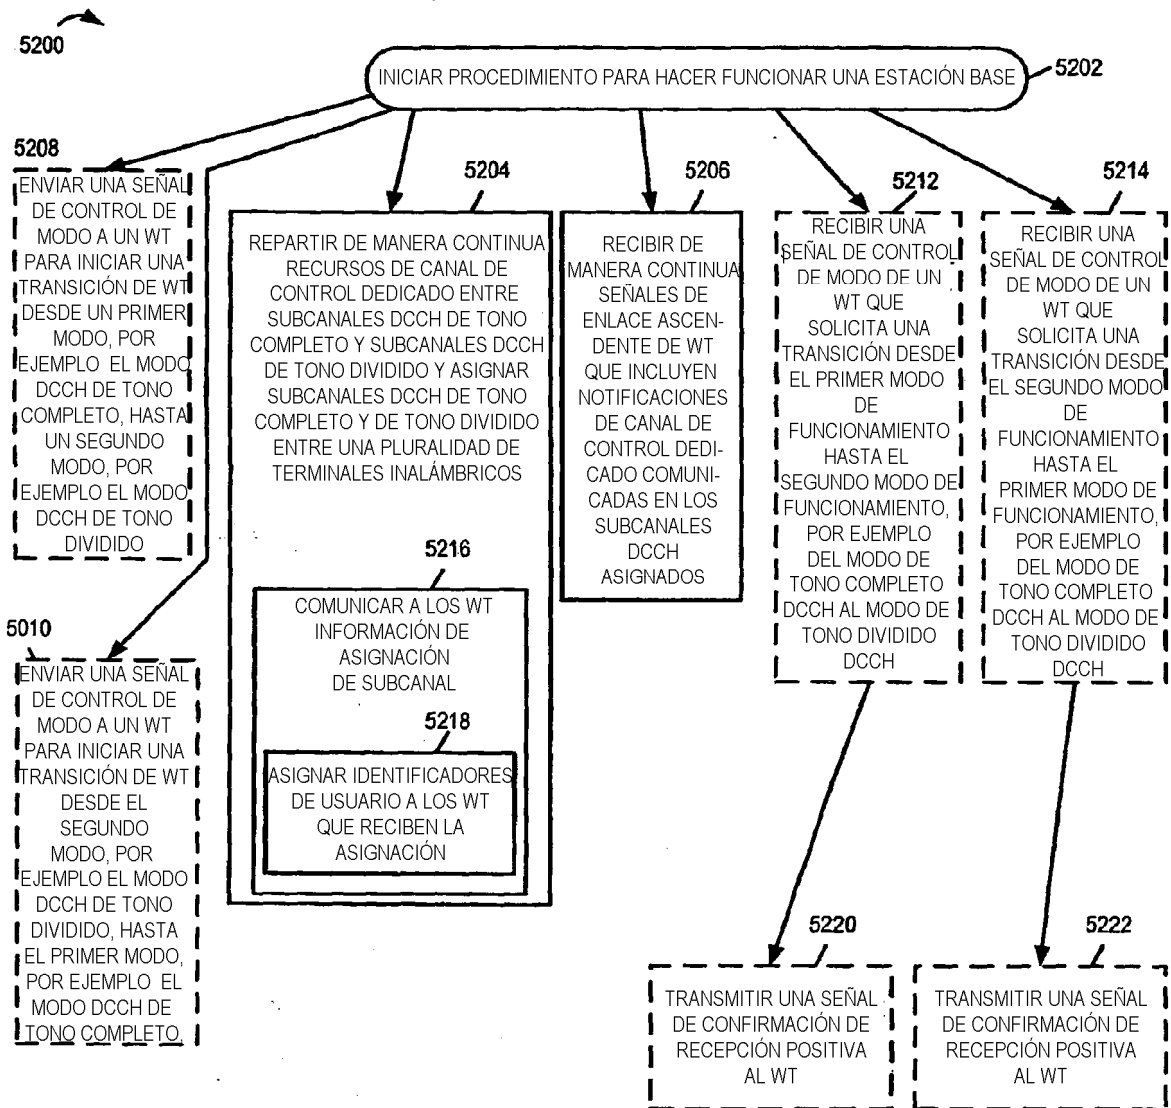 5200
INICIAR PROCEDIMIENTO PARA HACER FUNCIONAR UNA ESTACIÓN BASE
5202
5208
ENVIAR UNA SEÑAL
DE CONTROL DE
MODO A UN WT
PARA INICIAR UNA
TRANSICIÓN DE WT
DESDE UN PRIMER
MODO, POR
EJEMPLO EL MODO
DCCH DE TONO
COMPLETO, HASTA
UN SEGUNDO
MODO, POR
EJEMPLO EL MODO
DCCH DE TONO
DIVIDIDO
5010
ENVIAR UNA SEÑAL
DE CONTROL DE
MODO A UN WT
PARA INICIAR UNA
TRANSICIÓN DE WT
DESDE EL
SEGUNDO
MODO, POR
EJEMPLO EL MODO
DCCH DE TONO
DIVIDIDO, HASTA
EL PRIMER MODO,
POR EJEMPLO EL
MODO DCCH DE
TONO COMPLETO,
5204
REPARTIR DE MANERA CONTINUA
RECURSOS DE CANAL DE
CONTROL DEDICADO ENTRE
SUBCANALES DCCH DE TONO
COMPLETO Y SUBCANALES DCCH
DE TONO DIVIDIDO Y ASIGNAR
SUBCANALES DCCH DE TONO
COMPLETO Y DE TONO DIVIDIDO
ENTRE UNA PLURALIDAD DE
TERMINALES INALÁMBRICOS
5216
COMUNICAR A LOS WT
INFORMACIÓN DE
ASIGNACIÓN
DE SUBCANAL
5218
ASIGNAR IDENTIFICADORES
DE USUARIO A LOS WT
QUE RECIBEN LA
ASIGNACIÓN
5206
RECIBIR DE
MANERA CONTINUA
SEÑALES DE
ENLACE ASCEN-
DENTE DE WT
QUE INCLUYEN
NOTIFICACIONES
DE CANAL DE
CONTROL DEDI-
CADO COMUNI-
CADAS EN LOS
SUBCANALES
DCCH
ASIGNADOS
5212
RECIBIR UNA
SEÑAL DE CONTROL
DE MODO DE UN
WT QUE
SOLICITA UNA
TRANSICIÓN DESDE
EL PRIMER MODO
DE
FUNCIONAMIENTO
HASTA EL
SEGUNDO MODO DE
FUNCIONAMIENTO,
POR EJEMPLO
DEL MODO DE
TONO COMPLETO
DCCH AL MODO DE
TONO DIVIDIDO
DCCH
5214
RECIBIR UNA
SEÑAL DE CONTROL
DE MODO DE UN
WT QUE
SOLICITA UNA
TRANSICIÓN DESDE
EL SEGUNDO MODO
DE
FUNCIONAMIENTO
HASTA EL
PRIMER MODO DE
FUNCIONAMIENTO,
POR EJEMPLO
DEL MODO DE
TONO COMPLETO
DCCH AL MODO DE
TONO DIVIDIDO
DCCH
5220
TRANSMITIR UNA SEÑAL
DE CONFIRMACIÓN DE
RECEPCIÓN POSITIVA
AL WT
5222
TRANSMITIR UNA SEÑAL
DE CONFIRMACIÓN DE
RECEPCIÓN POSITIVA
AL WT